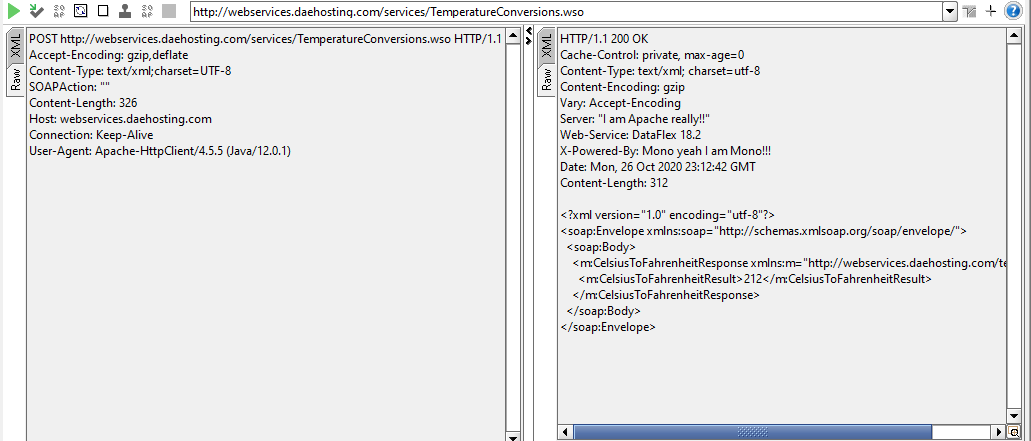 http://webservices.daehosting.com/services/TemperatureConversions.wso
XML
Raw
POST http://webservices.daehosting.com/services/TemperatureConversions.wso HTTP/1.1
Accept-Encoding: gzip,deflate
Content-Type: text/xml;charset=UTF-8
SOAPAction: ""
Content-Length: 326
Host: webservices.daehosting.com
Connection: Keep-Alive
User-Agent: Apache-HttpClient/4.5.5 (Java/12.0.1)
XML
Raw
HTTP/1.1 200 OK
Cache-Control: private, max-age=0
Content-Type: text/xml; charset=utf-8
Content-Encoding: gzip
Vary: Accept-Encoding
Server: "I am Apache really!!"
Web-Service: DataFlex 18.2
X-Powered-By: Mono yeah I am Mono!!!
Date: Mon, 26 Oct 2020 23:12:42 GMT
Content-Length: 312
<?xml version="1.0" encoding="utf-8"?>
<soap:Envelope xmlns:soap="http://schemas.xmlsoap.org/soap/envelope/">
<soap:Body>
<m:CelsiusToFahrenheitResponse xmlns:m="http://webservices.daehosting.com/te
<m:CelsiusToFahrenheitResult>212</m:CelsiusToFahrenheitResult>
</m:CelsiusToFahrenheitResponse>
</soap:Body>
</soap:Envelope>